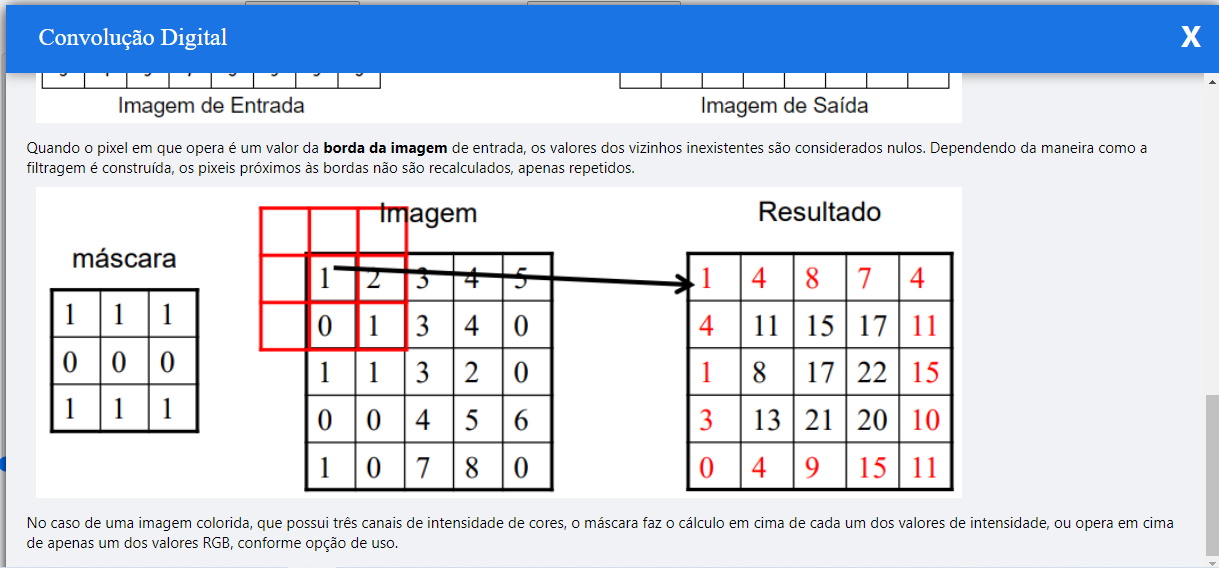 Convolução Digital
X
Imagem de Entrada
Imagem de Saída
Quando o pixel em que opera é um valor da borda da imagem de entrada, os valores dos vizinhos inexistentes são considerados nulos. Dependendo da maneira como a
filtragem é construída, os pixeis próximos às bordas não são recalculados, apenas repetidos.
Imagem
Resultado
máscara
1 1 1
0 0 0
1 1 1
1 2 3 4 5
0 1 3 4 0
1 1 3 2 0
0 0 4 5 6
1 0 7 8 0
1 4 8 7 4
4 11 15 17 11
1 8 17 22 15
3 13 21 20 10
0 4 9 15 11
No caso de uma imagem colorida, que possui três canais de intensidade de cores, o máscara faz o cálculo em cima de cada um dos valores de intensidade, ou opera em cima
de apenas um dos valores RGB, conforme opção de uso.